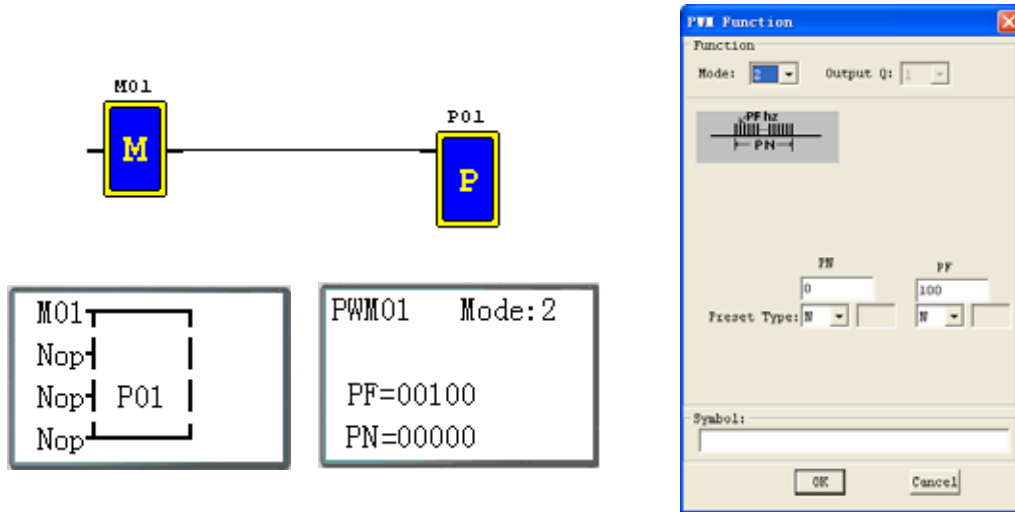 M01
M
P01
P
M01
Nop
Nop P01
Nop
PWM01 Mode:2
PF=00100
PN=00000
PWM Function
Function
Mode: 2 Output Q: 1
PF hz
PN
PN PF
0 100
Preset Type: N N
Symbol:
OK Cancel